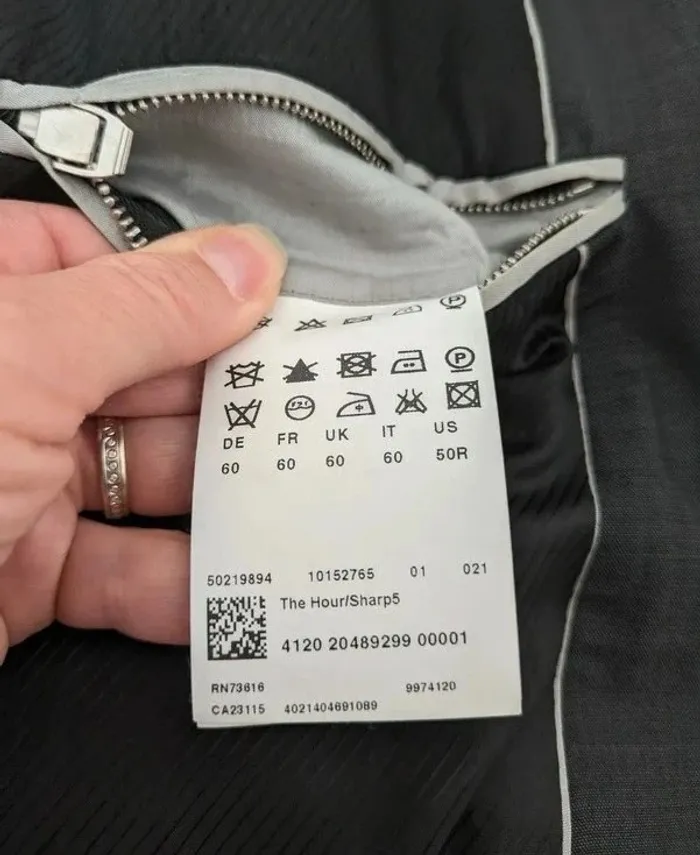 P
P
DE FR UK IT US
60 60 60 60 50R
50219894 10152765 01 021
The Hour/Sharp5
4120 20489299 00001
RN73616 9974120
CA23115 4021404691089